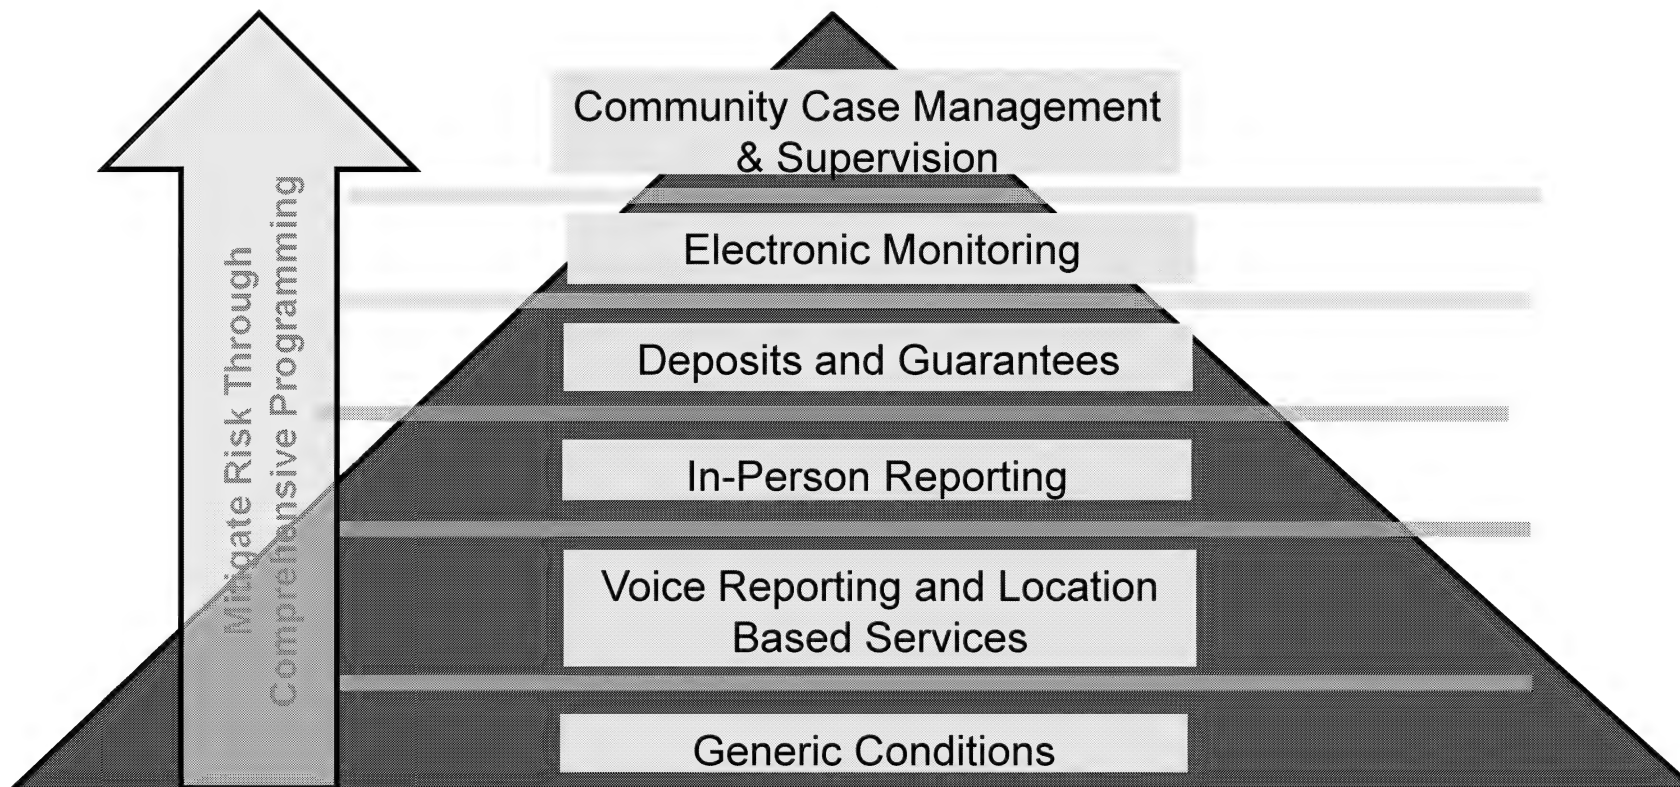 Community Case Management
& Supervision
Electronic Monitoring
Deposits and Guarantees
In-Person Reporting
Voice Reporting and Location
Based Services
Generic Conditions
Mitigate Risk Through
Comprehensive Programming